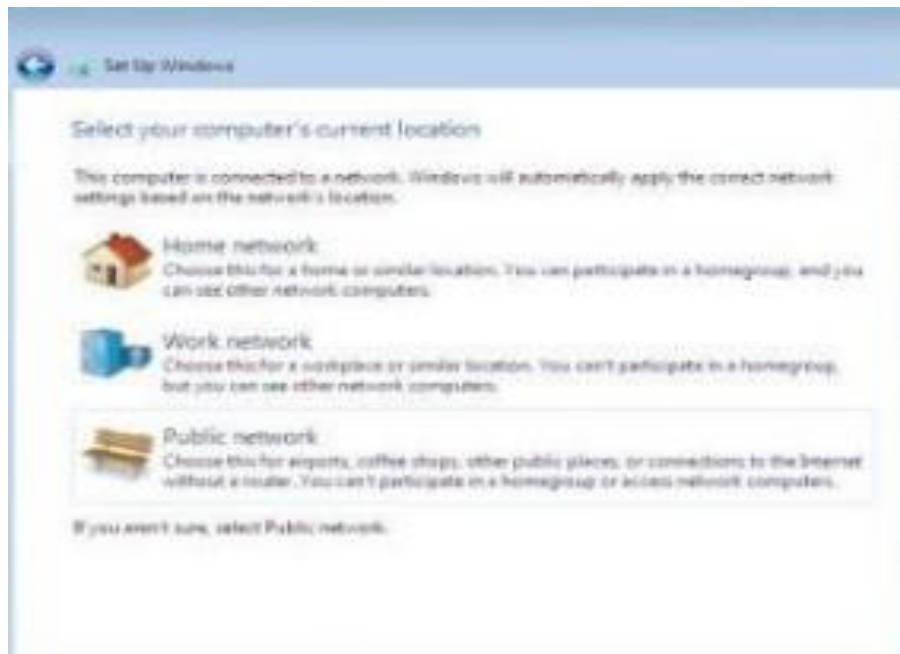 Set Up Windows
Select your computer's current location
This computer is connected to a network. Windows will automatically apply the correct network
settings based on the network's location.
Home network
Choose this for a home or similar location. You can participate in a homegroup, and you
can see other network computers.
Work network
Choose this for a workplace or similar location. You can't participate in a homegroup,
but you can see other network computers.
Public network
Choose this for airports, coffee shops, other public places, or connections to the Internet
without a router. You can't participate in a homegroup or access network computers.
If you aren't sure, select Public network.